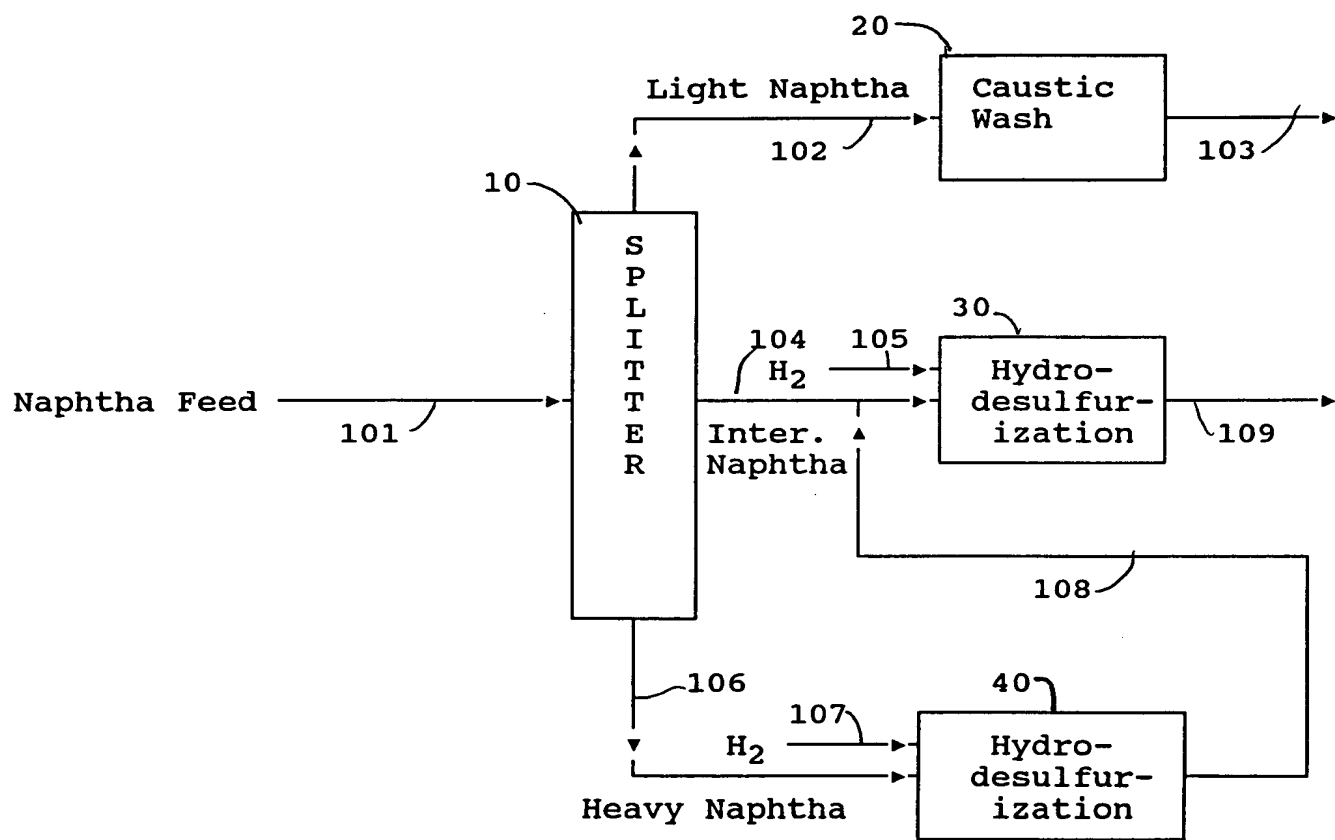 20
Caustic
Wash
Light Naphtha
102
103
10
SPLITTER
30
104
105
H2
Hydro-
desulfur-
ization
Naphtha Feed
101
Inter.
Naphtha
109
108
106
40
107
H2
Hydro-
desulfur-
ization
Heavy Naphtha